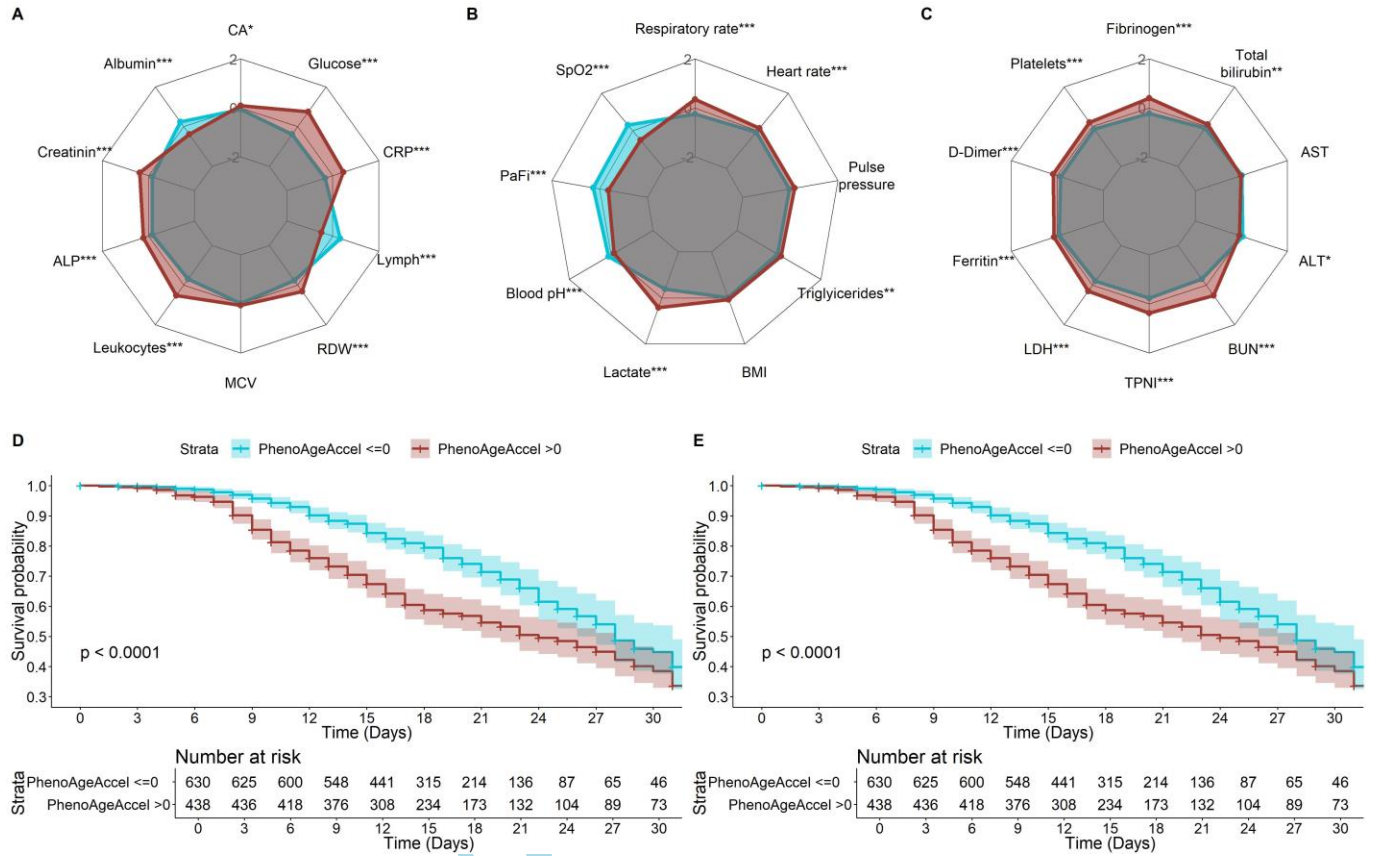 A
CA*
Albumin***
Glucose***
2
0
-2
Creatinin***
CRP***
ALP***
Lymph***
Leukocytes***
RDW***
MCV
B
Respiratory rate***
SpO2***
Heart rate***
2
0
-2
PaFi***
Pulse
pressure
Blood pH***
Triglycerides**
Lactate***
BMI
C
Fibrinogen***
Platelets***
Total
bilirubin**
2
0
-2
D-Dimer***
AST
Ferritin***
ALT*
LDH***
BUN***
TPNI***
D
Strata PhenoAgeAccel <=0 PhenoAgeAccel >0
Survival probability
1.0
0.9
0.8
0.7
0.6
0.5
0.4
0.3
p < 0.0001
0 3 6 9 12 15 18 21 24 27 30
Time (Days)
Number at risk
Strata
PhenoAgeAccel <=0 630 625 600 548 441 315 214 136 87 65 46
PhenoAgeAccel >0 438 436 418 376 308 234 173 132 104 89 73
0 3 6 9 12 15 18 21 24 27 30
Time (Days)
E
Strata PhenoAgeAccel <=0 PhenoAgeAccel >0
Survival probability
1.0
0.9
0.8
0.7
0.6
0.5
0.4
0.3
p < 0.0001
0 3 6 9 12 15 18 21 24 27 30
Time (Days)
Number at risk
Strata
PhenoAgeAccel <=0 630 625 600 548 441 315 214 136 87 65 46
PhenoAgeAccel >0 438 436 418 376 308 234 173 132 104 89 73
0 3 6 9 12 15 18 21 24 27 30
Time (Days)